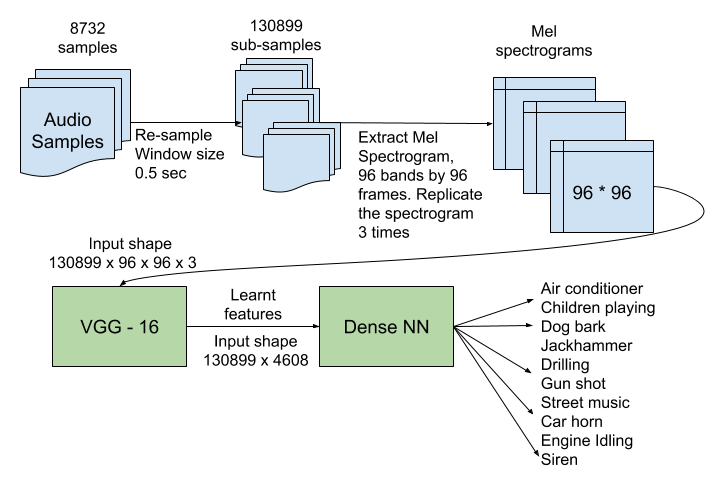 8732
samples
130899
sub-samples
Mel
spectrograms
Audio
Samples
Re-sample
Window size
0.5 sec
Extract Mel
Spectrogram,
96 bands by 96
frames. Replicate
the spectrogram
3 times
96 * 96
Input shape
130899 x 96 x 96 x 3
VGG - 16
Learnt
features
Input shape
130899 x 4608
Dense NN
Air conditioner
Children playing
Dog bark
Jackhammer
Drilling
Gun shot
Street music
Car horn
Engine Idling
Siren